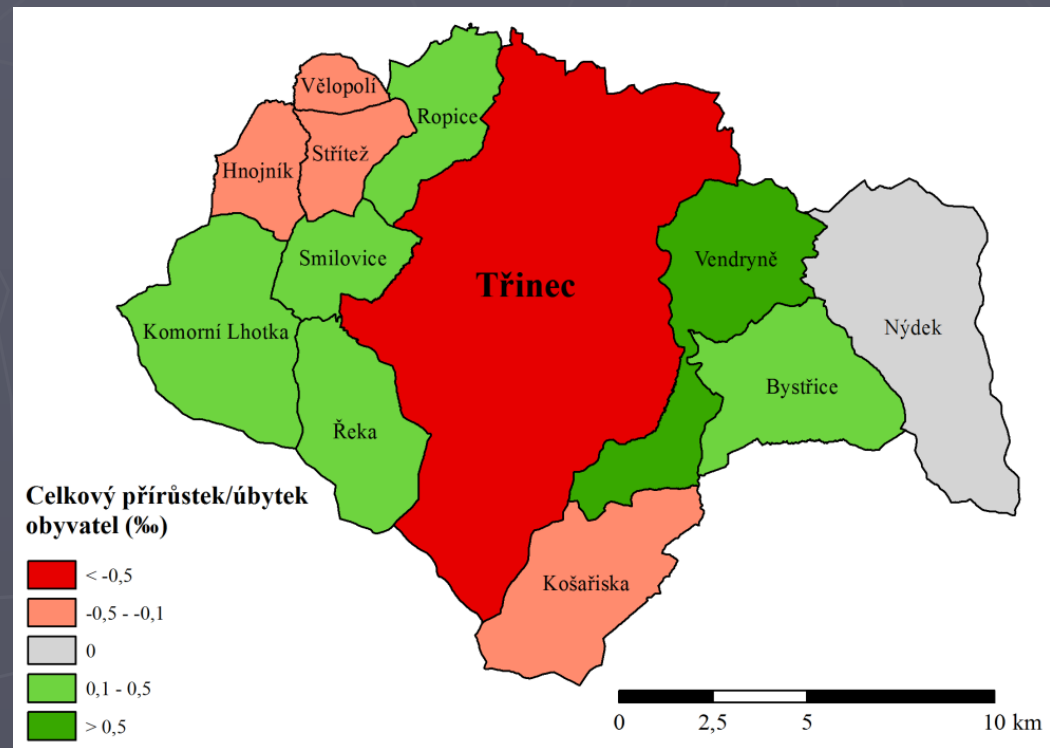 Vělopolí
Ropice
Střítež
Hnojník
Smilovice
Vendryně
Třinec
Nýdek
Komorní Lhotka
Bystřice
Řeka
Košařiska
Celkový přírůstek/úbytek
obyvatel (‰)
< -0,5
-0,5 - -0,1
0
0,1 - 0,5
> 0,5
0 2,5 5 10 km